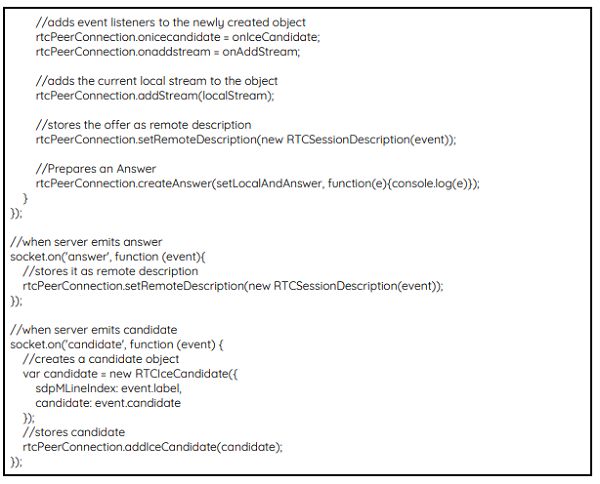 //adds event listeners to the newly created object
rtcPeerConnection.onicecandidate = onIceCandidate;
rtcPeerConnection.onaddstream = onAddStream;
//adds the current local stream to the object
rtcPeerConnection.addStream(localStream);
//stores the offer as remote description
rtcPeerConnection.setRemoteDescription(new RTCSessionDescription(event));
//Prepares an Answer
rtcPeerConnection.createAnswer(setLocalAndAnswer, function(e){console.log(e)});
}
});
//when server emits answer
socket.on('answer', function (event){
//stores it as remote description
rtcPeerConnection.setRemoteDescription(new RTCSessionDescription(event));
});
//when server emits candidate
socket.on('candidate', function (event) {
//creates a candidate object
var candidate = new RTCIceCandidate({
sdpMLineIndex: event.label,
candidate: event.candidate
});
//stores candidate
rtcPeerConnection.addIceCandidate(candidate);
});